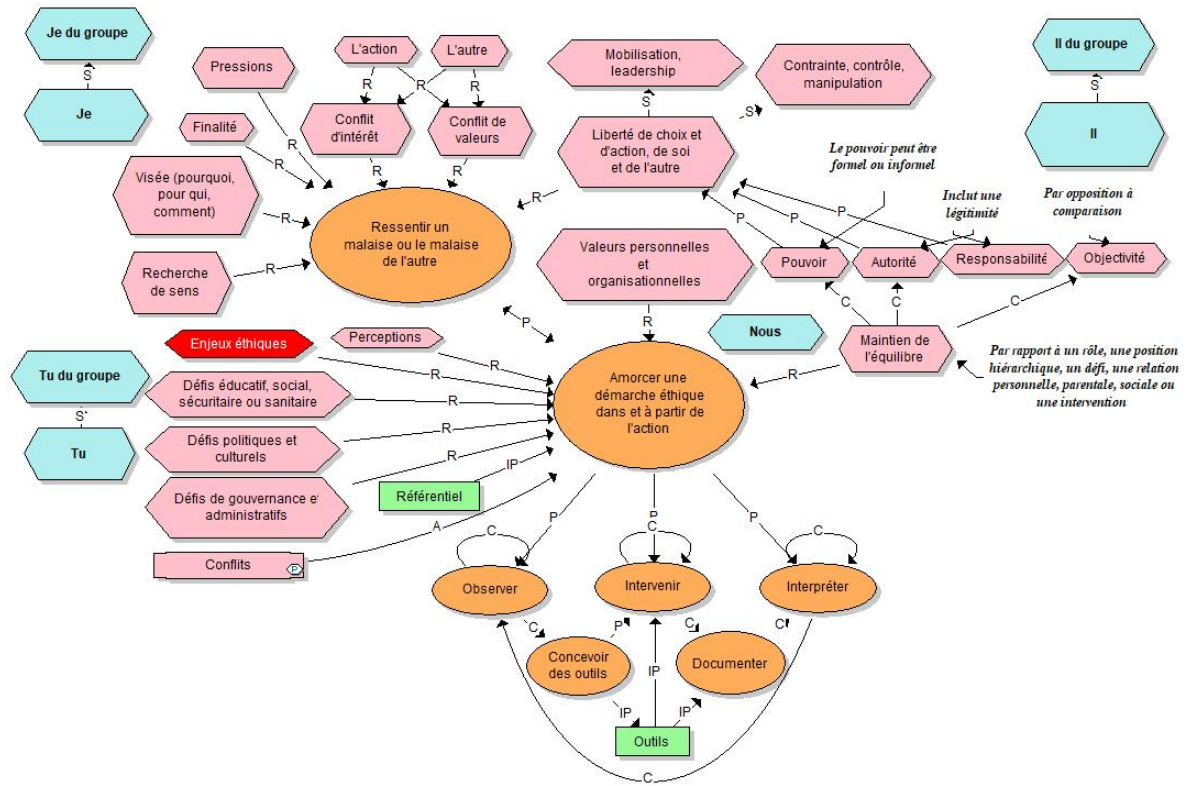 Je du groupe
S
Je
Pressions
R
Finalité
R
Visée (pourquoi,
pour qui,
comment)
R
Recherche
de sens
R
L'action
L'autre
R
R
R
R
Conflit
d'intérêt
Conflit de
valeurs
R
R
Ressentir un
malaise ou le malaise
de l'autre
Mobilisation,
leadership
Contrainte, contrôle,
manipulation
S
S
Liberté de choix et
d'action, de soi
et de l'autre
R
Il du groupe
S
Il
Le pouvoir peut être
formel ou informel
Inclut une
légitimité
Par opposition à
comparaison
P
P
P
Valeurs personnelles
et
organisationnelles
R
Pouvoir
Autorité
Responsabilité
Objectivité
C
C
C
Nous
Maintien de
l'équilibre
R
Par rapport à un rôle, une position
hiérarchique, un défi, une relation
personnelle, parentale, sociale ou
une intervention
P
Enjeux éthiques
R
Perceptions
R
Tu du groupe
S
Tu
Défis éducatif, social,
sécuritaire ou sanitaire
R
Défis politiques et
culturels
R
Défis de gouvernance et
administratifs
R
Référentiel
IP
Conflits
P
A
Amorcer une
démarche éthique
dans et à partir de
l'action
P
P
P
C
C
C
Observer
Intervenir
Interpréter
C
P
C
C
Concevoir
des outils
Documenter
IP
IP
IP
Outils
C